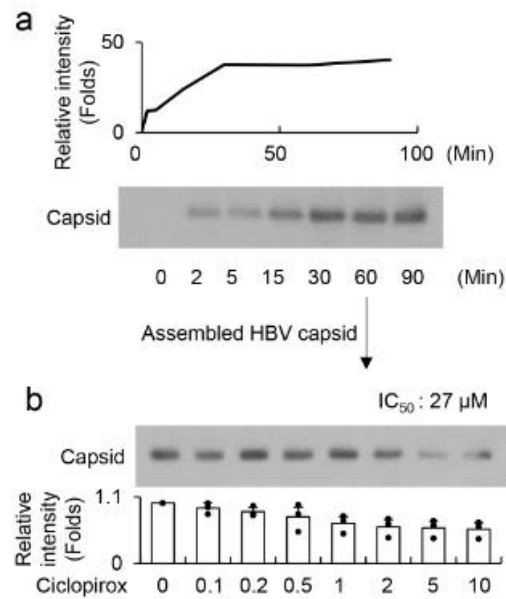 a
Relative intensity
(Folds)
50
0
0 50 100 (Min)
Capsid
0 2 5 15 30 60 90 (Min)
Assembled HBV capsid
b
IC50 : 27 µM
Capsid
Relative
intensity
(Folds)
1.1
0
Ciclopirox 0 0.1 0.2 0.5 1 2 5 10